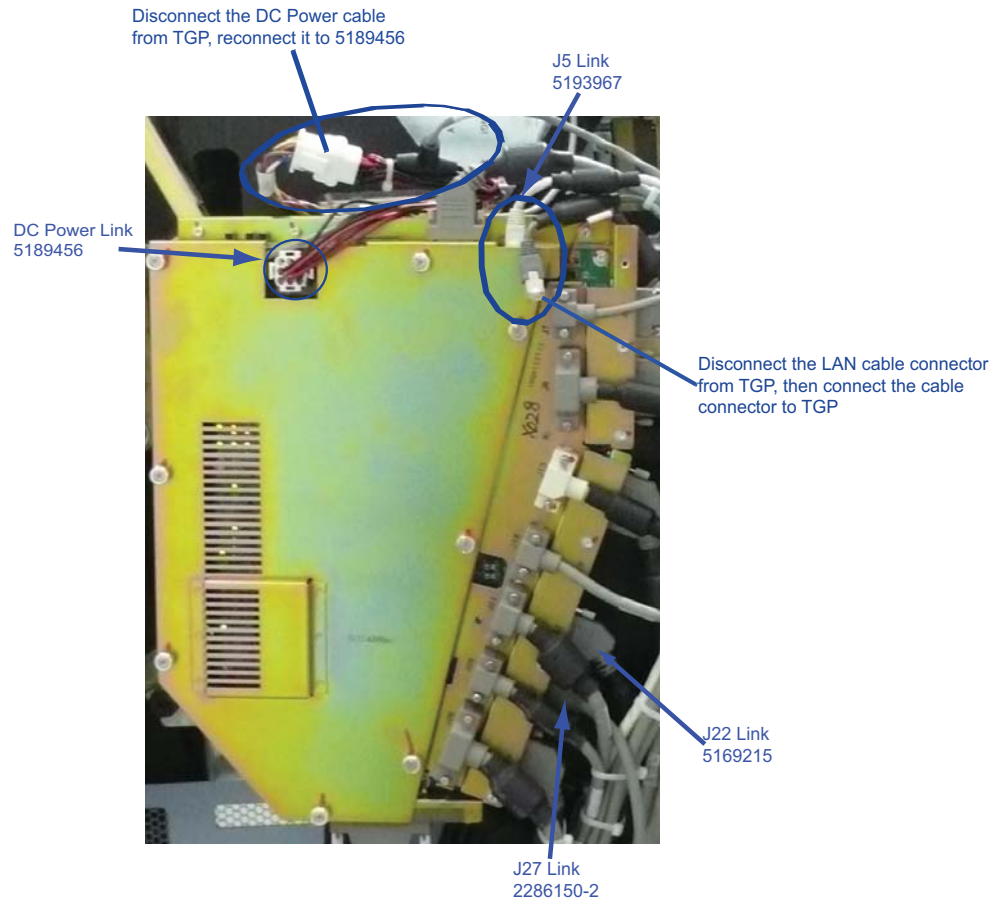 Disconnect the DC Power cable
from TGP, reconnect it to 5189456
J5 Link
5193967
DC Power Link
5189456
Disconnect the LAN cable connector
from TGP, then connect the cable
connector to TGP
X028
J22 Link
5169215
J27 Link
2286150-2